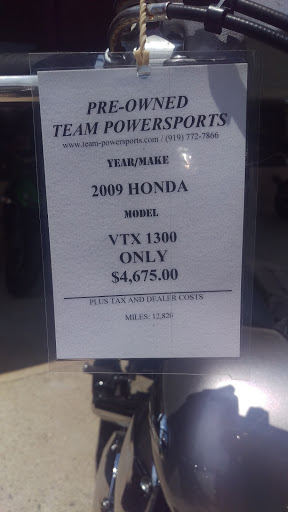 PRE-OWNED
TEAM POWERSPORTS
www.team-powersports.com / (919) 772-7866
YEAR/MAKE
2009 HONDA
MODEL
VTX 1300
ONLY
$4,675.00
PLUS TAX AND DEALER COSTS
MILES: 12,826